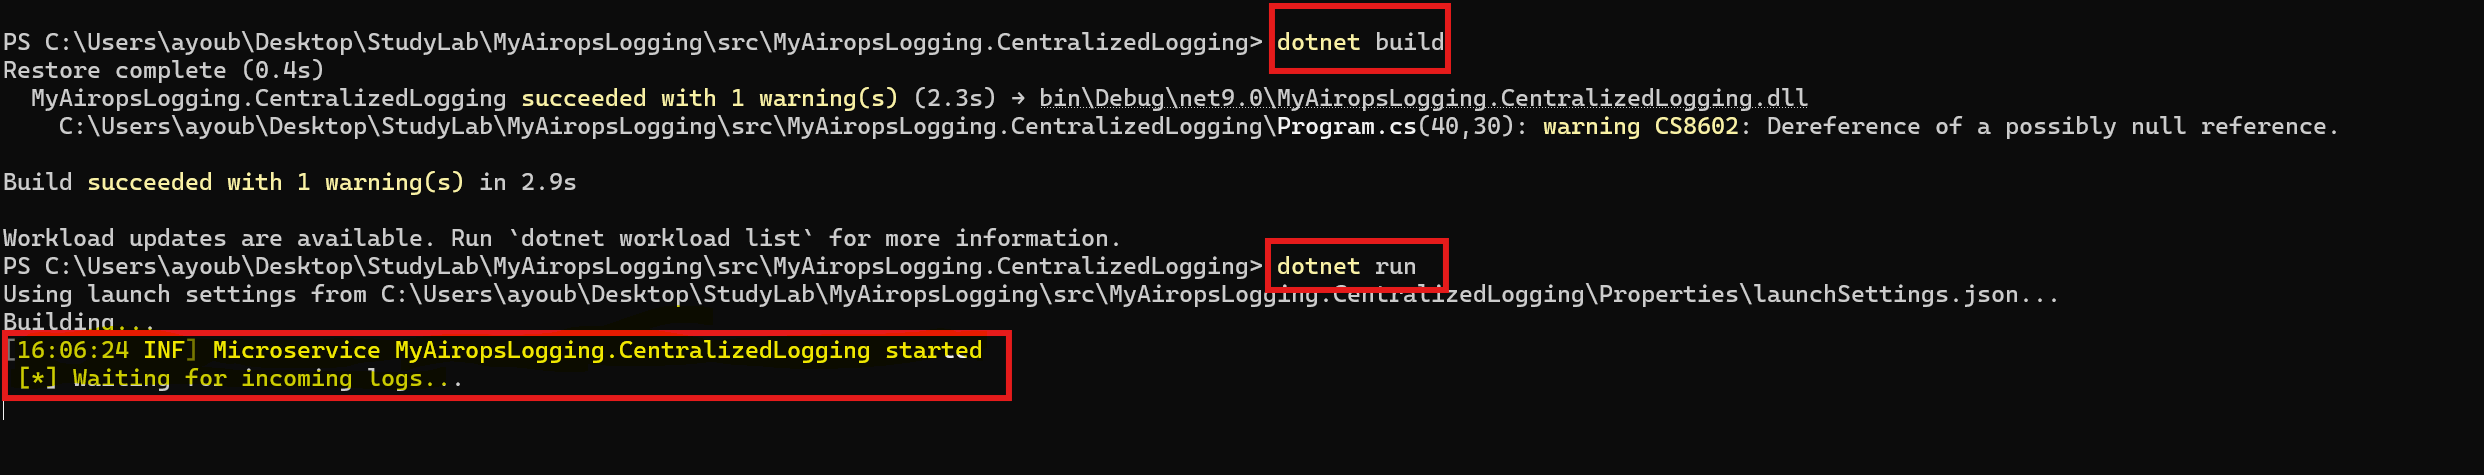 PS C:\Users\ayoub\Desktop\StudyLab\MyAiropsLogging\src\MyAiropsLogging.CentralizedLogging> dotnet build
Restore complete (0.4s)
  MyAiropsLogging.CentralizedLogging succeeded with 1 warning(s) (2.3s) → bin\Debug\net9.0\MyAiropsLogging.CentralizedLogging.dll
    C:\Users\ayoub\Desktop\StudyLab\MyAiropsLogging\src\MyAiropsLogging.CentralizedLogging\Program.cs(40,30): warning CS8602: Dereference of a possibly null reference.
Build succeeded with 1 warning(s) in 2.9s
Workload updates are available. Run `dotnet workload list` for more information.
PS C:\Users\ayoub\Desktop\StudyLab\MyAiropsLogging\src\MyAiropsLogging.CentralizedLogging> dotnet run
Using launch settings from C:\Users\ayoub\Desktop\StudyLab\MyAiropsLogging\src\MyAiropsLogging.CentralizedLogging\Properties\launchSettings.json...
Building...
[16:06:24 INF] Microservice MyAiropsLogging.CentralizedLogging started
 [*] Waiting for incoming logs...